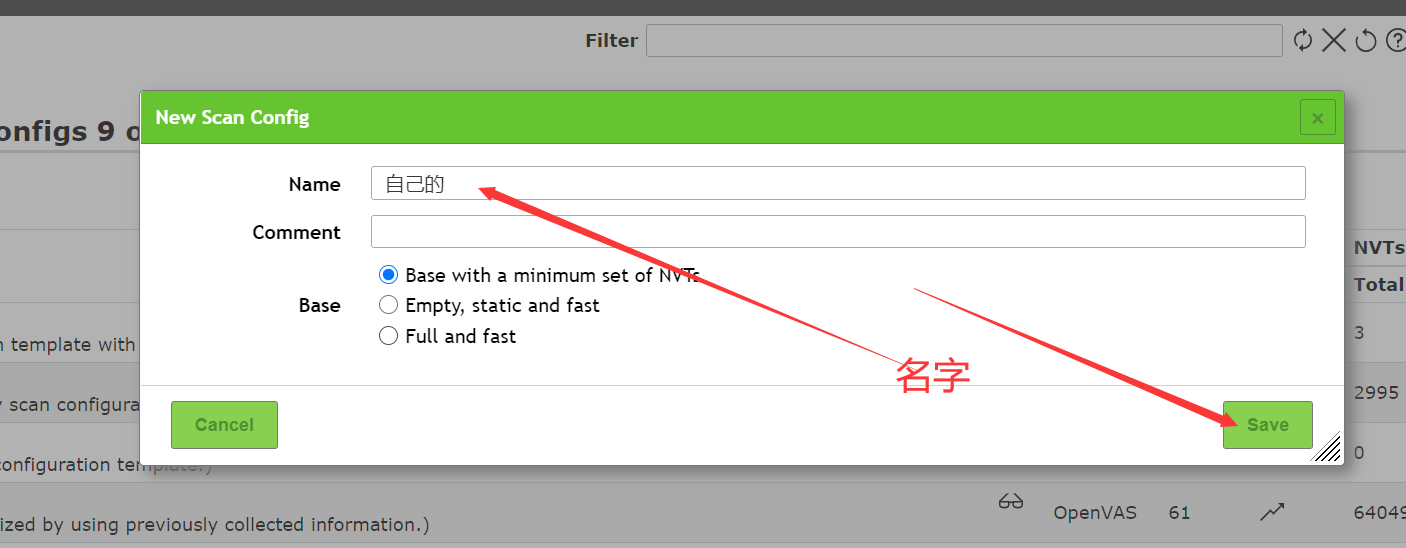 Filter
onfigs 9 o
New Scan Config
×
Name
自己的
Comment
Base
Base with a minimum set of NVTs
Empty, static and fast
Full and fast
名字
Cancel
Save
NVTs
Total
n template with
3
scan configura
2995
configuration template.)
0
ized by using previously collected information.)
OpenVAS
61
64049